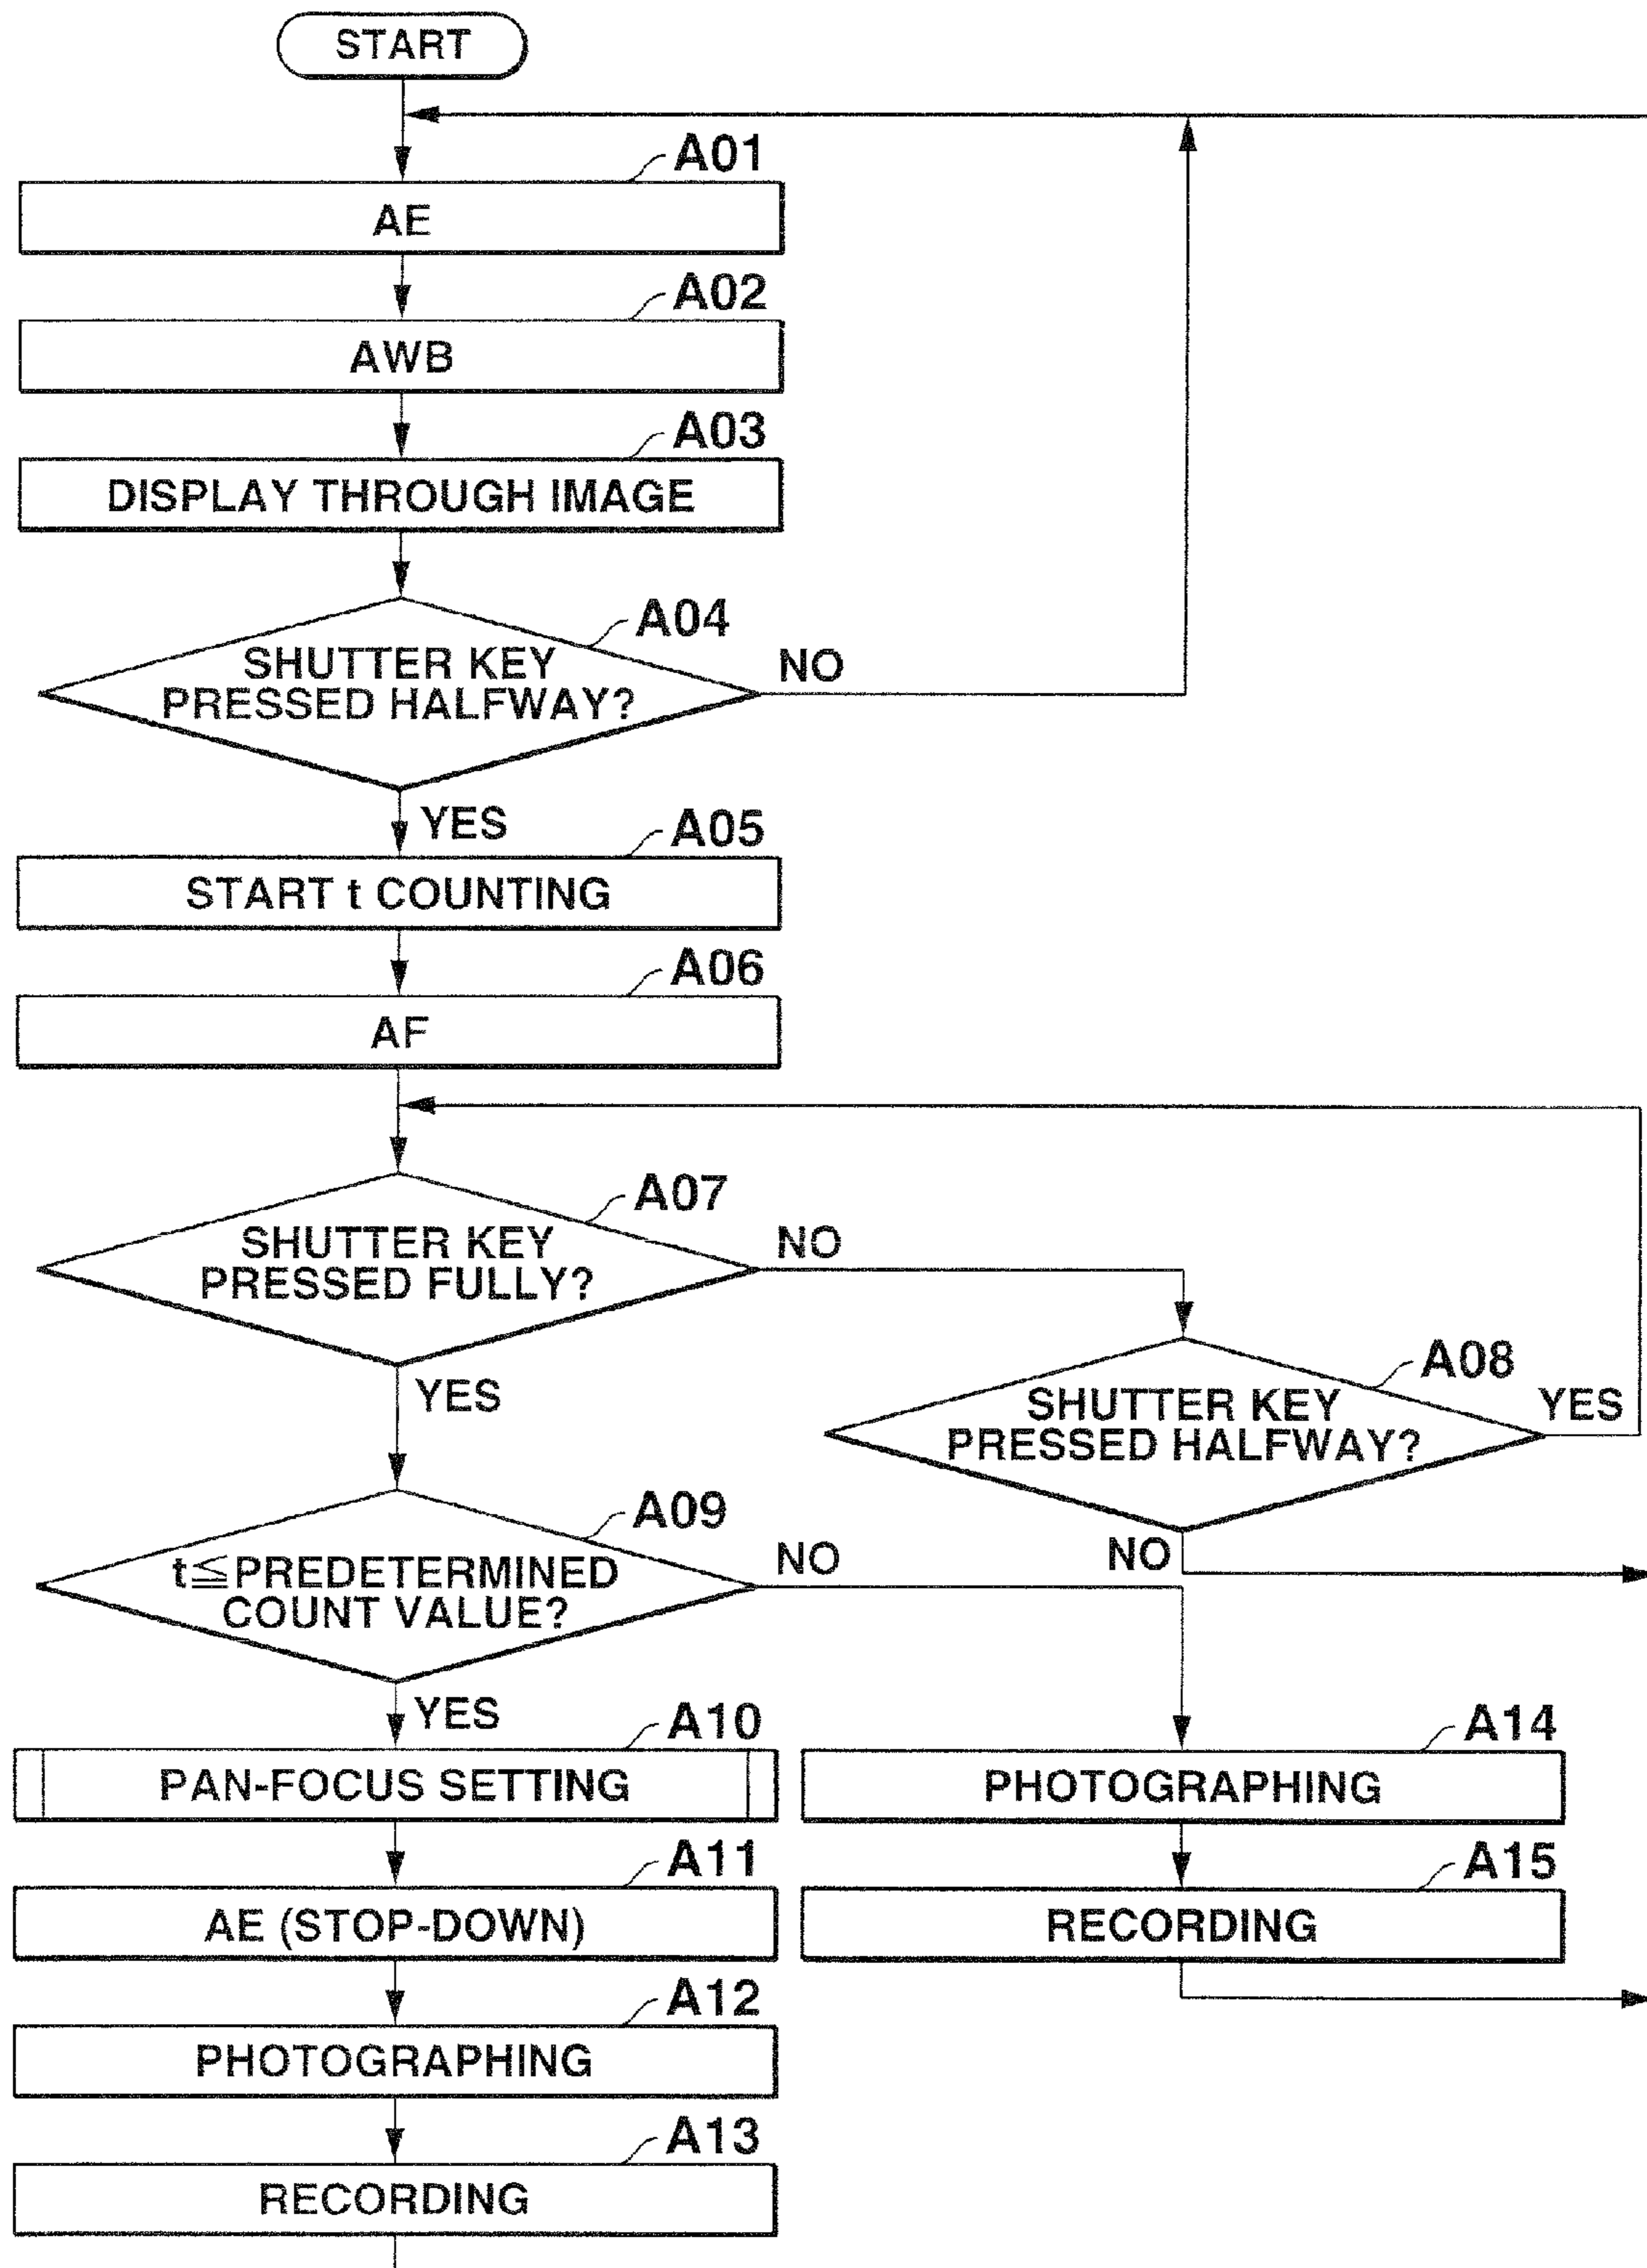 START
A01
AE
A02
AWB
A03
DISPLAY THROUGH IMAGE
A04
SHUTTER KEY
PRESSED HALFWAY?
NO
YES
A05
START t COUNTING
A06
AF
A07
SHUTTER KEY
PRESSED FULLY?
NO
YES
A08
SHUTTER KEY
PRESSED HALFWAY?
YES
NO
A09
t≦PREDETERMINED
COUNT VALUE?
NO
YES
A10
PAN-FOCUS SETTING
A14
PHOTOGRAPHING
A11
AE (STOP-DOWN)
A15
RECORDING
A12
PHOTOGRAPHING
A13
RECORDING